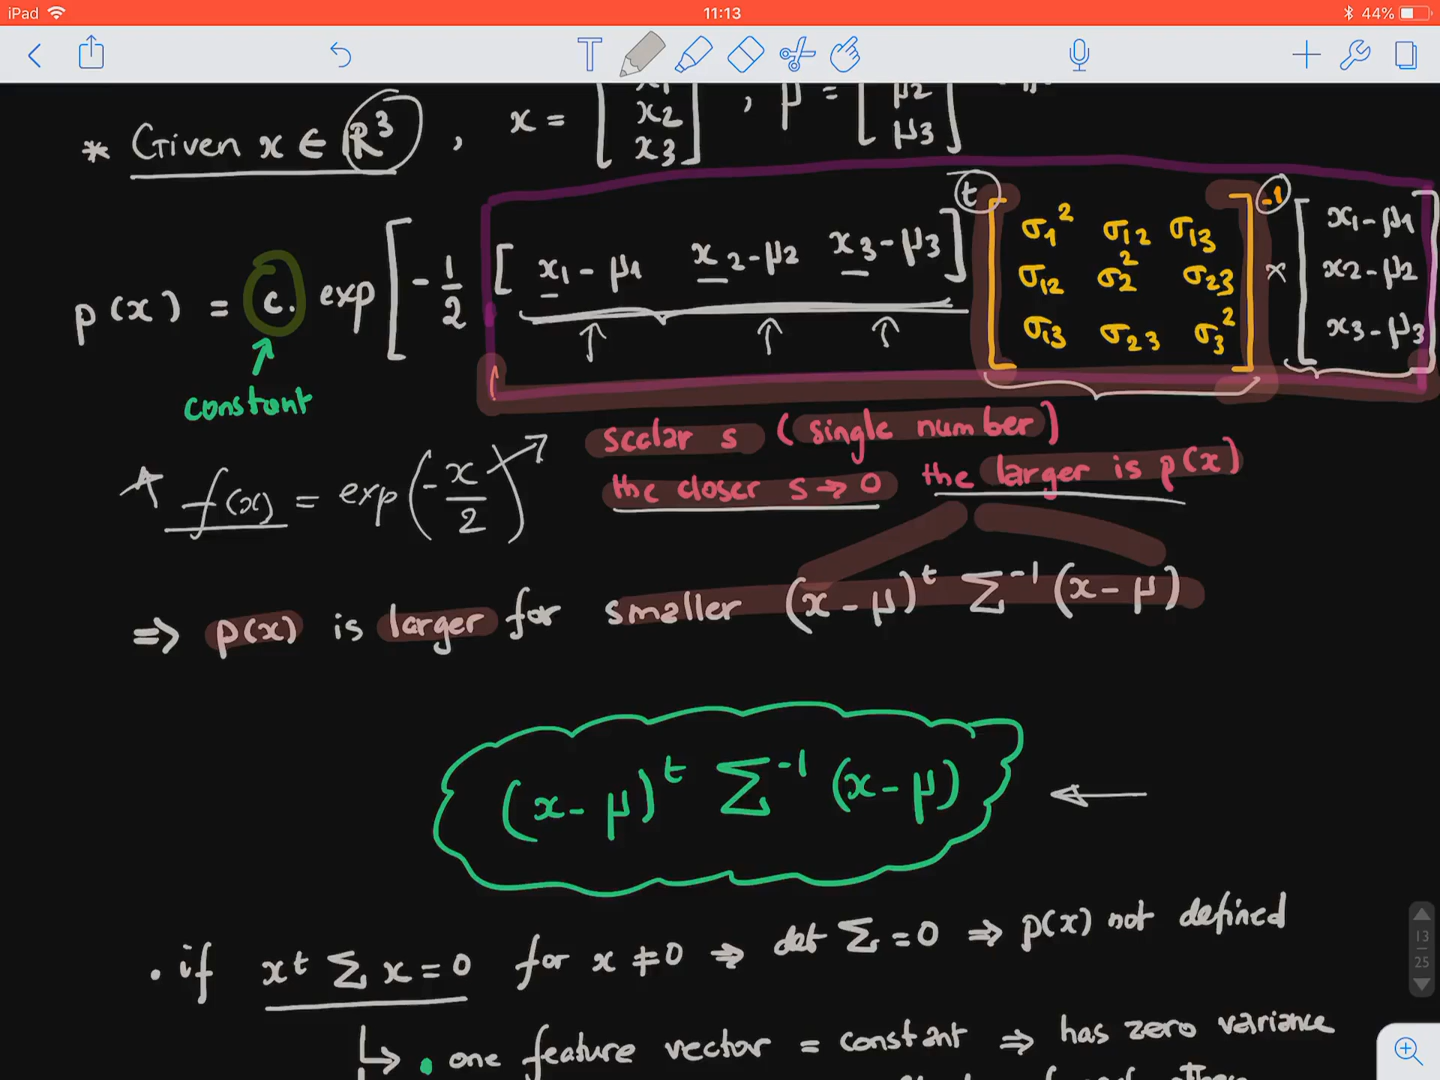 iPad 11:13 44%
T
x1 μ2
* Given x ∈ ℝ³ , x = [ x2 ] , μ = [ μ3 ]
x3
p(x) = c. exp [ -1/2 [ x1 - μ1 x2 - μ2 x3 - μ3 ]ᵗ [ σ1² σ12 σ13 ]⁻¹ × [ x1 - μ1 ]
σ12 σ2² σ23 x2 - μ2
σ13 σ23 σ3² x3 - μ3
constant
scalar s (single number)
the closer s → 0 the larger is p(x)
* f(x) = exp(-x/2)
⇒ p(x) is larger for smaller (x - μ)ᵗ Σ⁻¹ (x - μ)
(x - μ)ᵗ Σ⁻¹ (x - μ) ←
• if xᵗ Σ x = 0 for x ≠ 0 ⇒ det Σ = 0 ⇒ p(x) not defined
↳ • one feature vector = constant ⇒ has zero variance
13
25